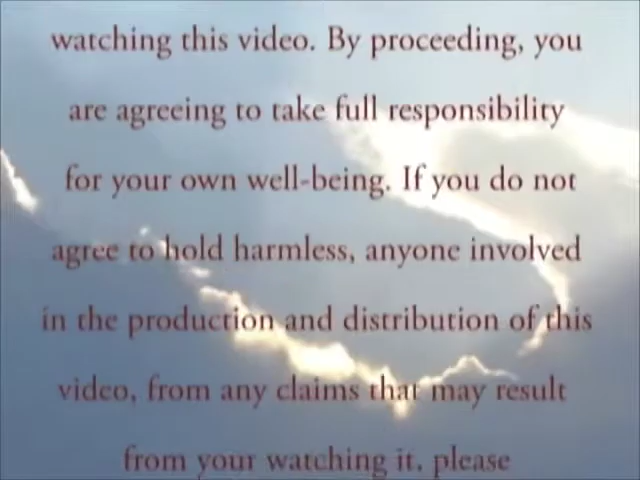 watching this video. By proceeding, you
are agreeing to take full responsibility
for your own well-being. If you do not
agree to hold harmless, anyone involved
in the production and distribution of this
video, from any claims that may result
from your watching it, please